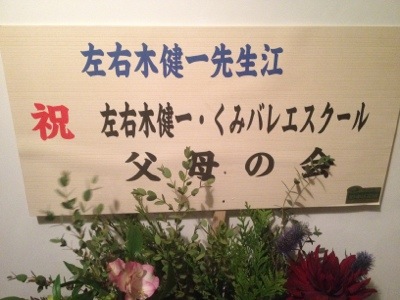 左右木健一先生江
祝 左右木健一・くみバレエスクール
父母の会